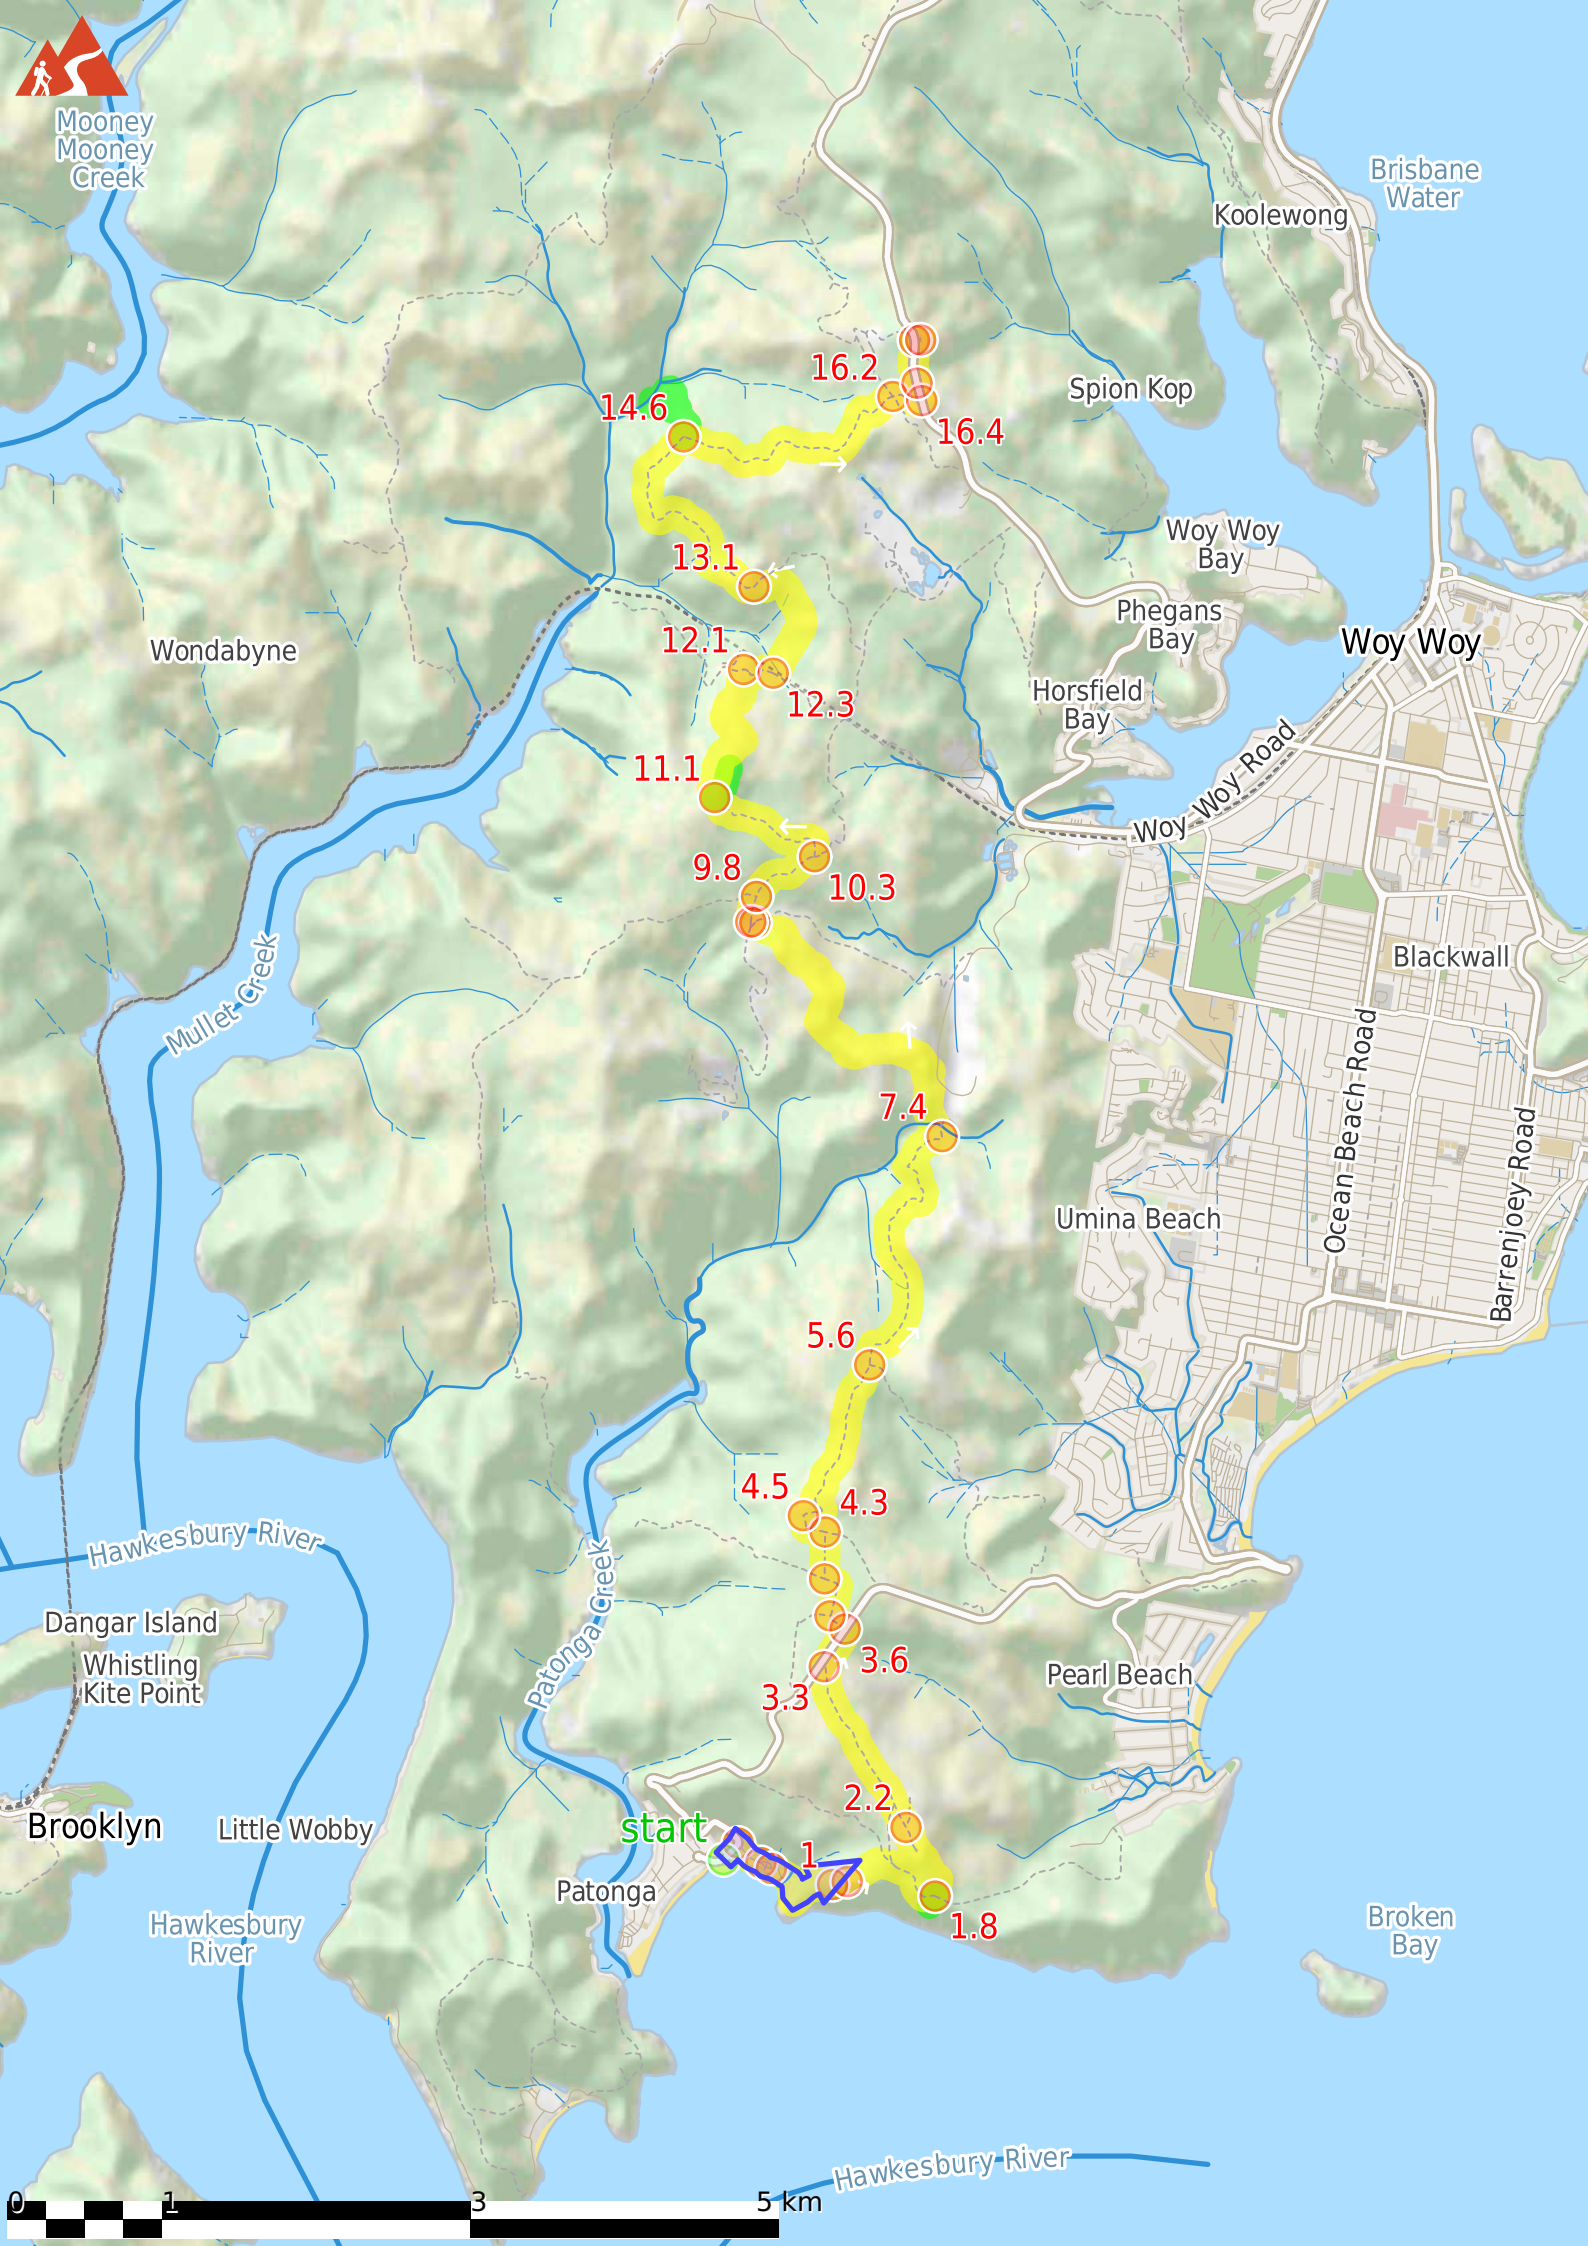 Mooney
Mooney
Creek
Brisbane
Water
Koolewong
16.2
Spion Kop
14.6
16.4
Woy Woy
Bay
13.1
Phegans
Bay
12.1
Woy Woy
Wondabyne
12.3
Horsfield
Bay
11.1
Woy Woy Road
9.8
10.3
Blackwall
Mullet Creek
7.4
Ocean Beach Road
Barrenjoey Road
Umina Beach
5.6
4.5
4.3
Hawkesbury River
Dangar Island
Patonga Creek
Whistling
Kite Point
3.6
Pearl Beach
3.3
2.2
Brooklyn
Little Wobby
start
1
Patonga
1.8
Hawkesbury
River
Broken
Bay
Hawkesbury River
0 1 3 5 km